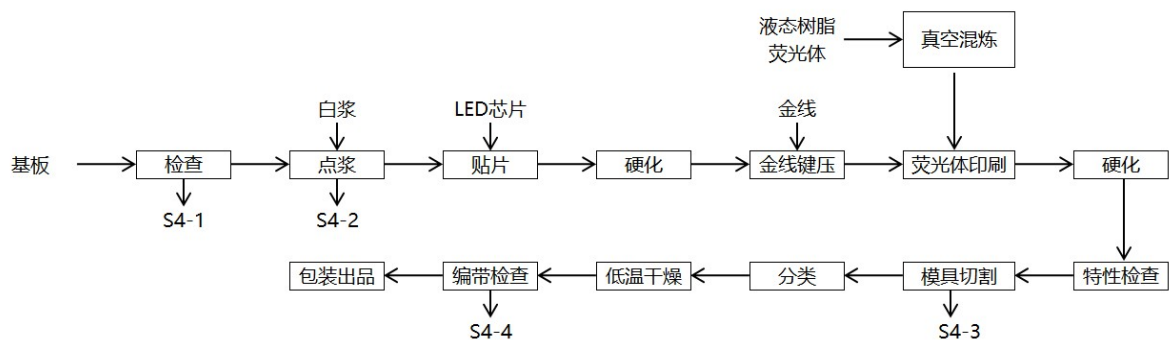 液态树脂
荧光体
真空混炼
白浆
LED芯片
金线
基板
检查
点浆
贴片
硬化
金线键压
荧光体印刷
硬化
S4-1
S4-2
包装出品
编带检查
低温干燥
分类
模具切割
特性检查
S4-4
S4-3